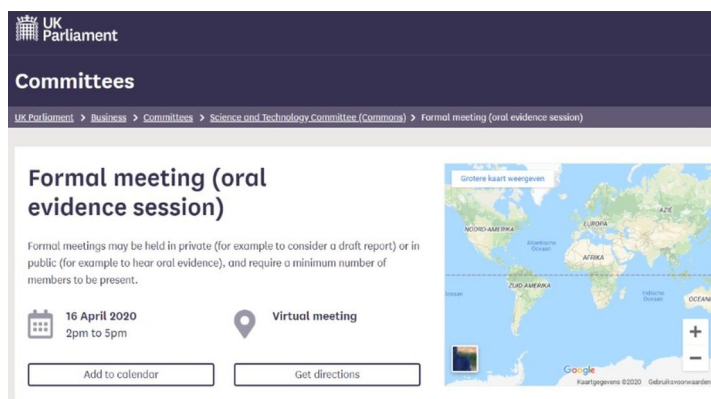 UK
Parliament
Committees
UK Parliament > Business > Committees > Science and Technology Committee (Commons) > Formal meeting (oral evidence session)
Formal meeting (oral
evidence session)
Formal meetings may be held in private (for example to consider a draft report) or in
public (for example to hear oral evidence), and require a minimum number of
members to be present.
16 April 2020
2pm to 5pm
Virtual meeting
Add to calendar
Get directions
Grotere kaart weergeven
NOORD-AMERIKA
EUROPA
AZIË
Atlantische
Oceaan
AFRIKA
ZUID-AMERIKA
Indische
Oceaan
OCEANI
+
−
Google
Kaartgegevens ©2020 Gebruiksvoorwaarden